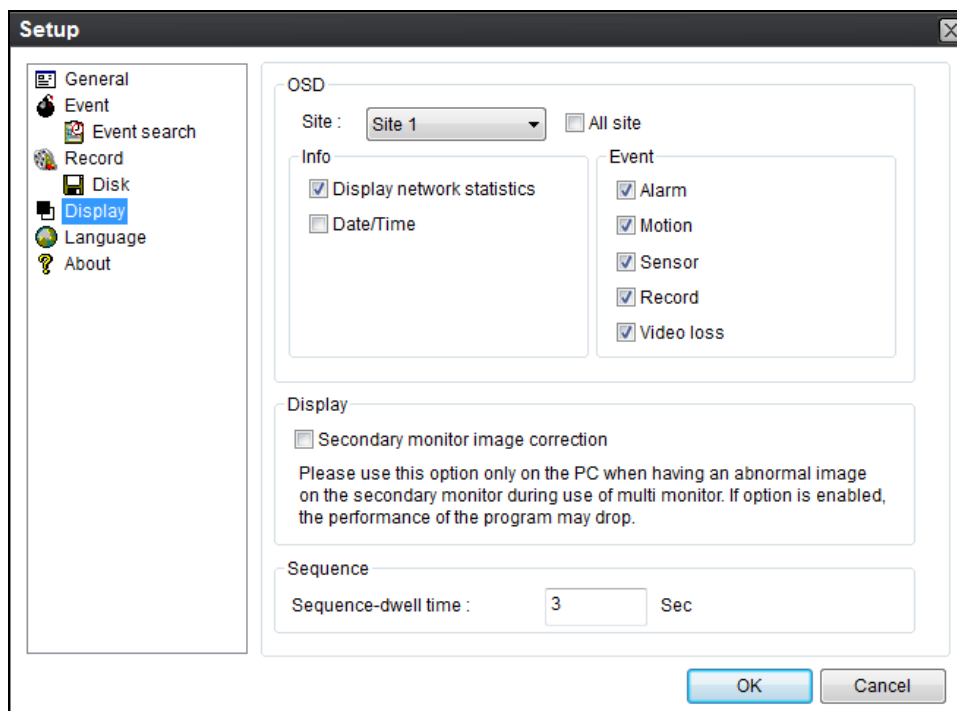 Setup
General
Event
Event search
Record
Disk
Display
Language
About
OSD
Site :
Site 1
All site
Info
Display network statistics
Date/Time
Event
Alarm
Motion
Sensor
Record
Video loss
Display
Secondary monitor image correction
Please use this option only on the PC when having an abnormal image
on the secondary monitor during use of multi monitor. If option is enabled,
the performance of the program may drop.
Sequence
Sequence-dwell time :
3
Sec
OK
Cancel